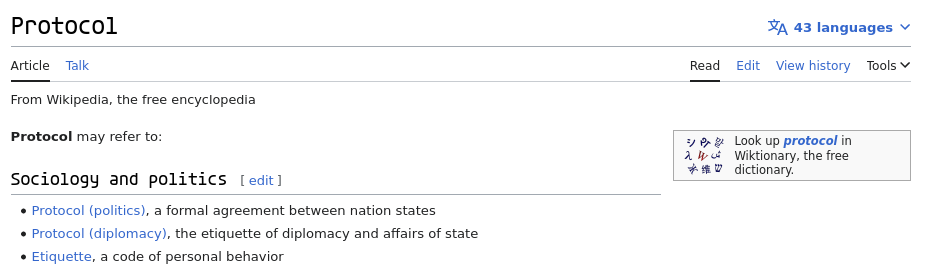 Protocol
43 languages
Article Talk Read Edit View history Tools
From Wikipedia, the free encyclopedia
Protocol may refer to:
Look up protocol in
Wiktionary, the free
dictionary.
Sociology and politics [ edit ]
• Protocol (politics), a formal agreement between nation states
• Protocol (diplomacy), the etiquette of diplomacy and affairs of state
• Etiquette, a code of personal behavior